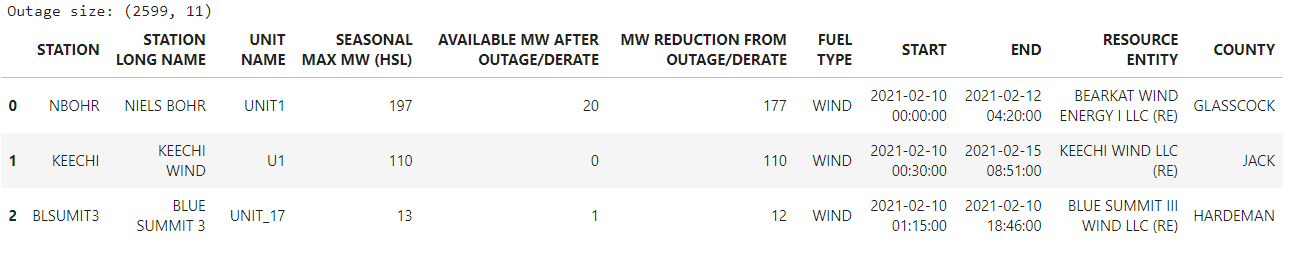 Outage size: (2599, 11)
STATION STATION LONG NAME UNIT NAME SEASONAL MAX MW (HSL) AVAILABLE MW AFTER OUTAGE/DERATE MW REDUCTION FROM OUTAGE/DERATE FUEL TYPE START END RESOURCE ENTITY COUNTY
0 NBOHR NIELS BOHR UNIT1 197 20 177 WIND 2021-02-10 00:00:00 2021-02-12 04:20:00 BEARKAT WIND ENERGY I LLC (RE) GLASSCOCK
1 KEECHI KEECHI WIND U1 110 0 110 WIND 2021-02-10 00:30:00 2021-02-15 08:51:00 KEECHI WIND LLC (RE) JACK
2 BLSUMIT3 BLUE SUMMIT 3 UNIT_17 13 1 12 WIND 2021-02-10 01:15:00 2021-02-10 18:46:00 BLUE SUMMIT III WIND LLC (RE) HARDEMAN